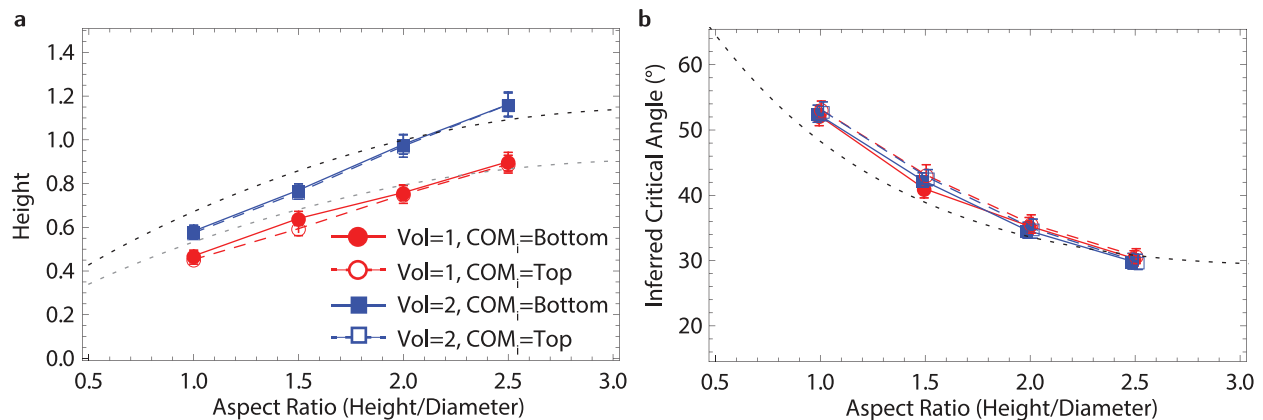 a
1.4
1.2
1.0
0.8
0.6
0.4
0.2
0.0
Height
Vol=1, COMi=Bottom
Vol=1, COMi=Top
Vol=2, COMi=Bottom
Vol=2, COMi=Top
0.5 1.0 1.5 2.0 2.5 3.0
Aspect Ratio (Height/Diameter)
b
60
50
40
30
20
Inferred Critical Angle (°)
0.5 1.0 1.5 2.0 2.5 3.0
Aspect Ratio (Height/Diameter)